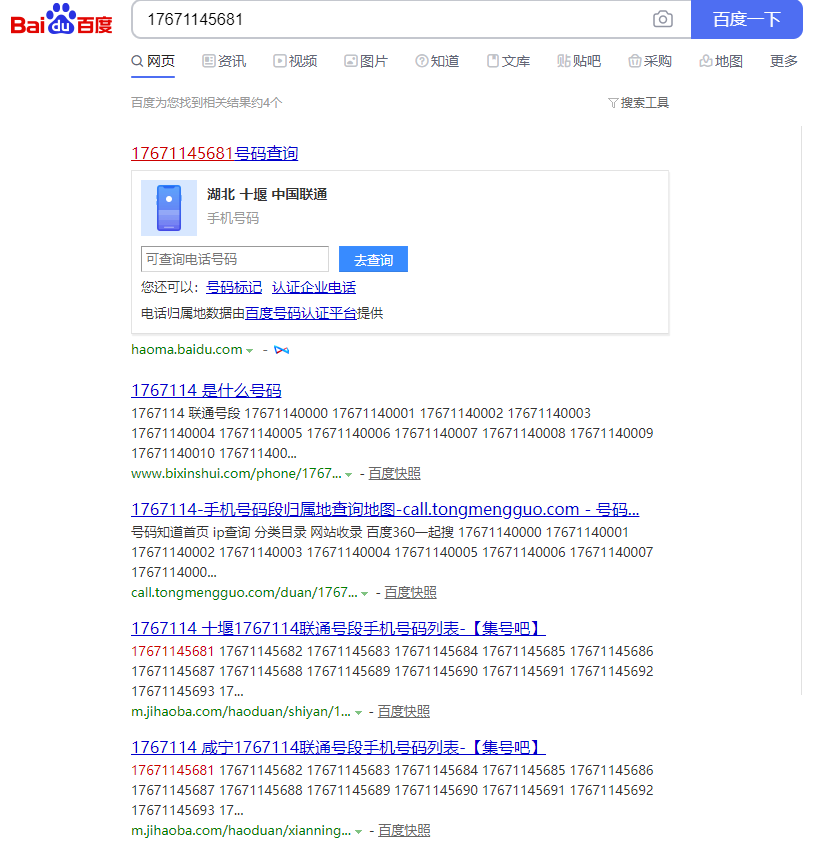 Bai du 百度 17671145681 百度一下
网页 资讯 视频 图片 知道 文库 贴吧 采购 地图 更多
百度为您找到相关结果约4个 搜索工具
17671145681号码查询
湖北 十堰 中国联通
手机号码
可查询电话号码 去查询
您还可以： 号码标记 认证企业电话
电话归属地数据由百度号码认证平台提供
haoma.baidu.com -
1767114 是什么号码
1767114 联通号段 17671140000 17671140001 17671140002 17671140003
17671140004 17671140005 17671140006 17671140007 17671140008 17671140009
17671140010 176711400...
www.bixinshui.com/phone/1767... - 百度快照
1767114-手机号码段归属地查询地图-call.tongmengguo.com - 号码...
号码知道首页 ip查询 分类目录 网站收录 百度360一起搜 17671140000 17671140001
17671140002 17671140003 17671140004 17671140005 17671140006 17671140007
1767114000...
call.tongmengguo.com/duan/1767... - 百度快照
1767114 十堰1767114联通号段手机号码列表-【集号吧】
17671145681 17671145682 17671145683 17671145684 17671145685 17671145686
17671145687 17671145688 17671145689 17671145690 17671145691 17671145692
17671145693 17...
m.jihaoba.com/haoduan/shiyan/1... - 百度快照
1767114 咸宁1767114联通号段手机号码列表-【集号吧】
17671145681 17671145682 17671145683 17671145684 17671145685 17671145686
17671145687 17671145688 17671145689 17671145690 17671145691 17671145692
17671145693 17...
m.jihaoba.com/haoduan/xianning... - 百度快照